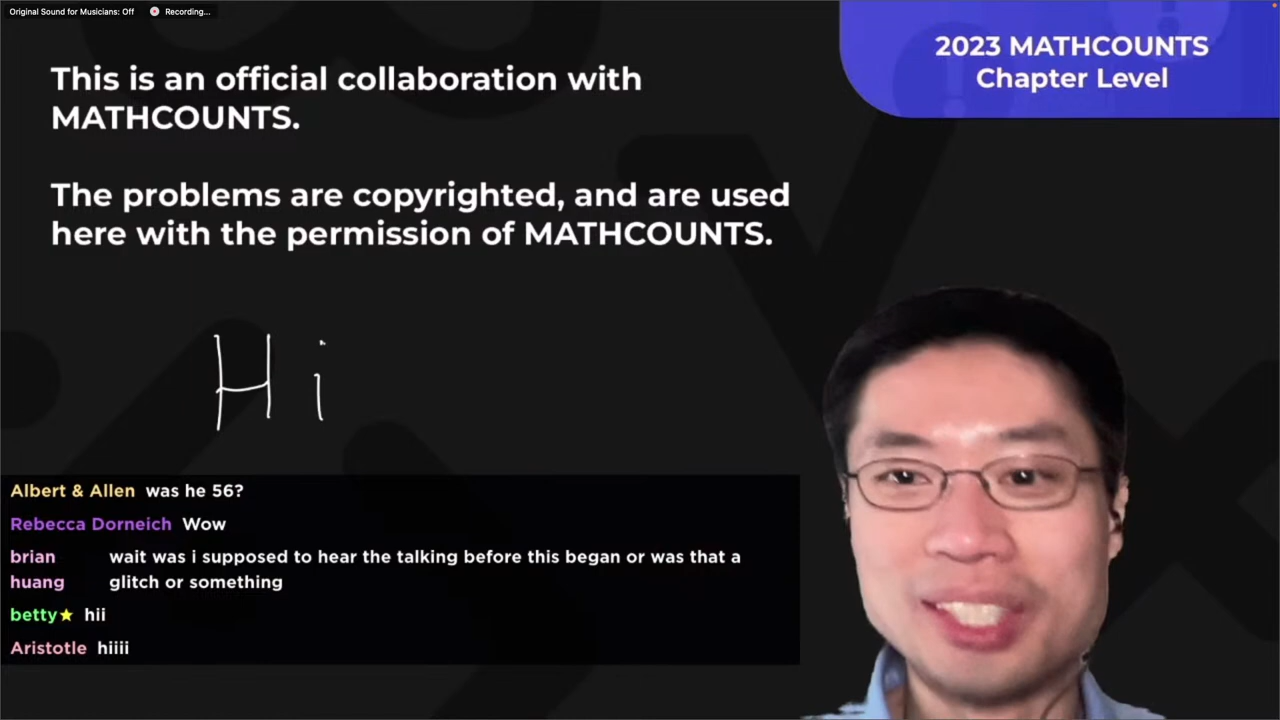 Original Sound for Musicians: Off Recording...
2023 MATHCOUNTS
Chapter Level
This is an official collaboration with
MATHCOUNTS.
The problems are copyrighted, and are used
here with the permission of MATHCOUNTS.
Hi
Albert & Allen was he 56?
Rebecca Dorneich Wow
brian wait was i supposed to hear the talking before this began or was that a
huang glitch or something
betty⭐ hii
Aristotle hiiii